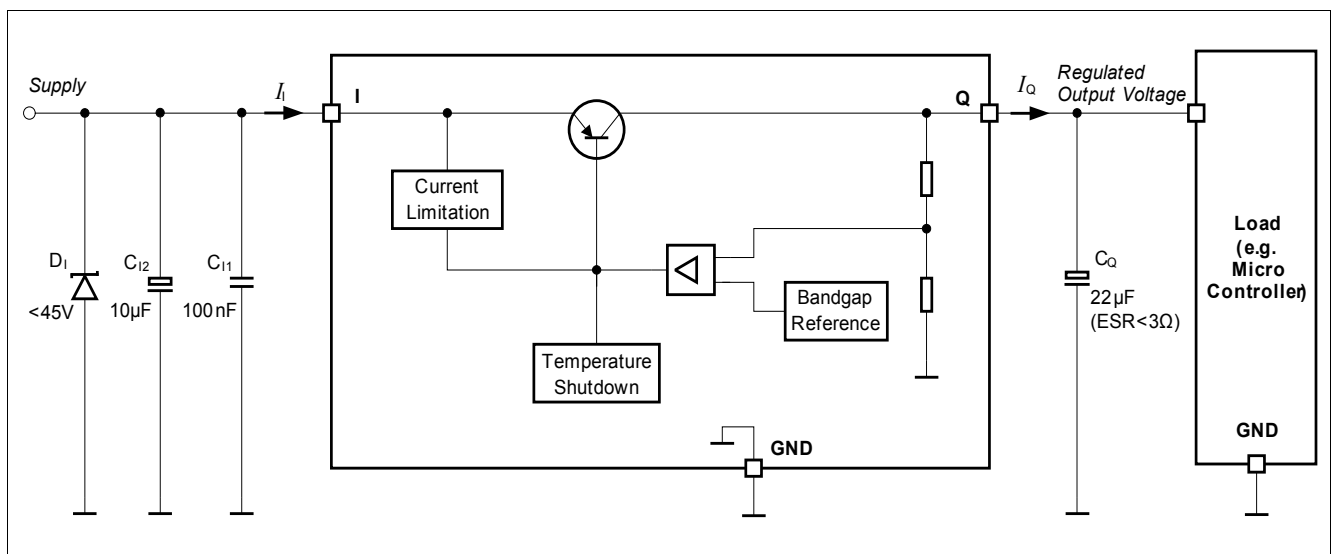 Supply
I_I
I
Q
I_Q
Regulated
Output Voltage
Current
Limitation
D_I
<45V
C_I2
10µF
C_I1
100nF
Bandgap
Reference
Temperature
Shutdown
GND
C_Q
22µF
(ESR<3Ω)
Load
(e.g.
Micro
Controller)
GND